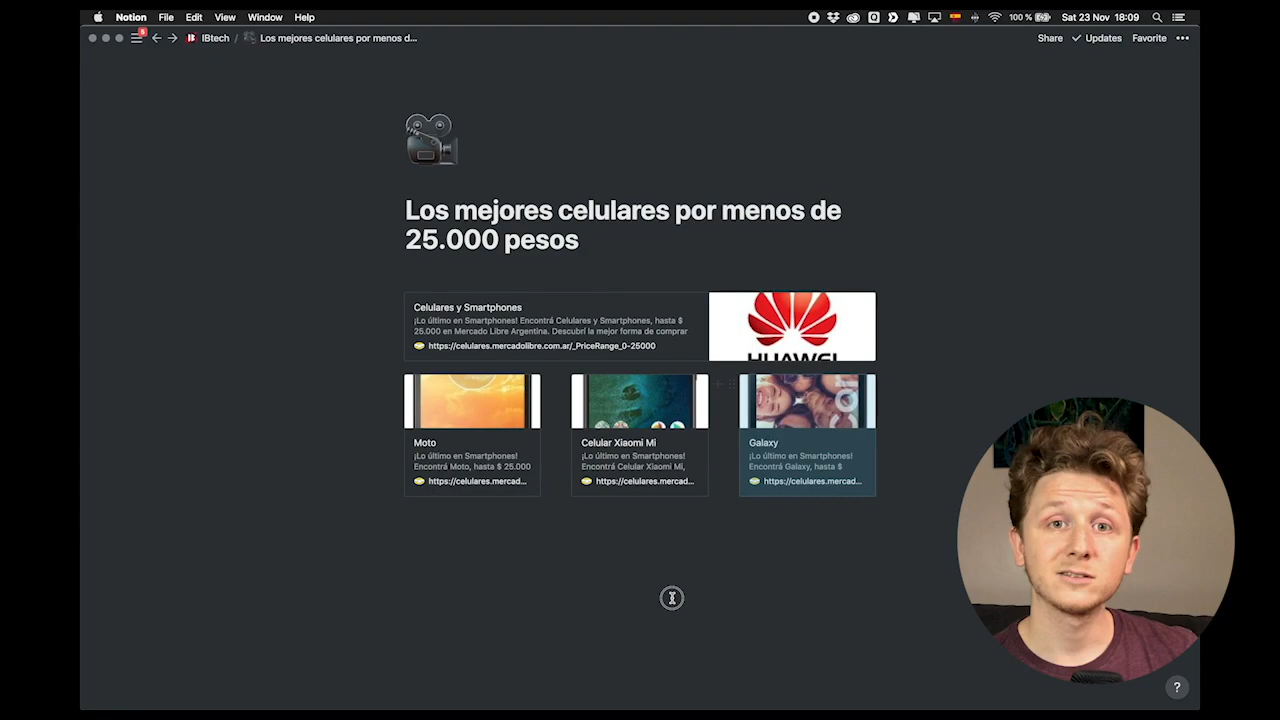 Notion File Edit View Window Help 100 % Sat 23 Nov 18:09
5
IBtech / Los mejores celulares por menos d... Share Updates Favorite •••
Los mejores celulares por menos de
25.000 pesos
Celulares y Smartphones
¡Lo último en Smartphones! Encontrá Celulares y Smartphones, hasta $
25.000 en Mercado Libre Argentina. Descubrí la mejor forma de comprar
https://celulares.mercadolibre.com.ar/_PriceRange_0-25000
HUAWEI
Moto
¡Lo último en Smartphones!
Encontrá Moto, hasta $ 25.000
https://celulares.mercad...
Celular Xiaomi Mi
¡Lo último en Smartphones!
Encontrá Celular Xiaomi Mi,
https://celulares.mercad...
Galaxy
¡Lo último en Smartphones!
Encontrá Galaxy, hasta $
https://celulares.mercad...
?